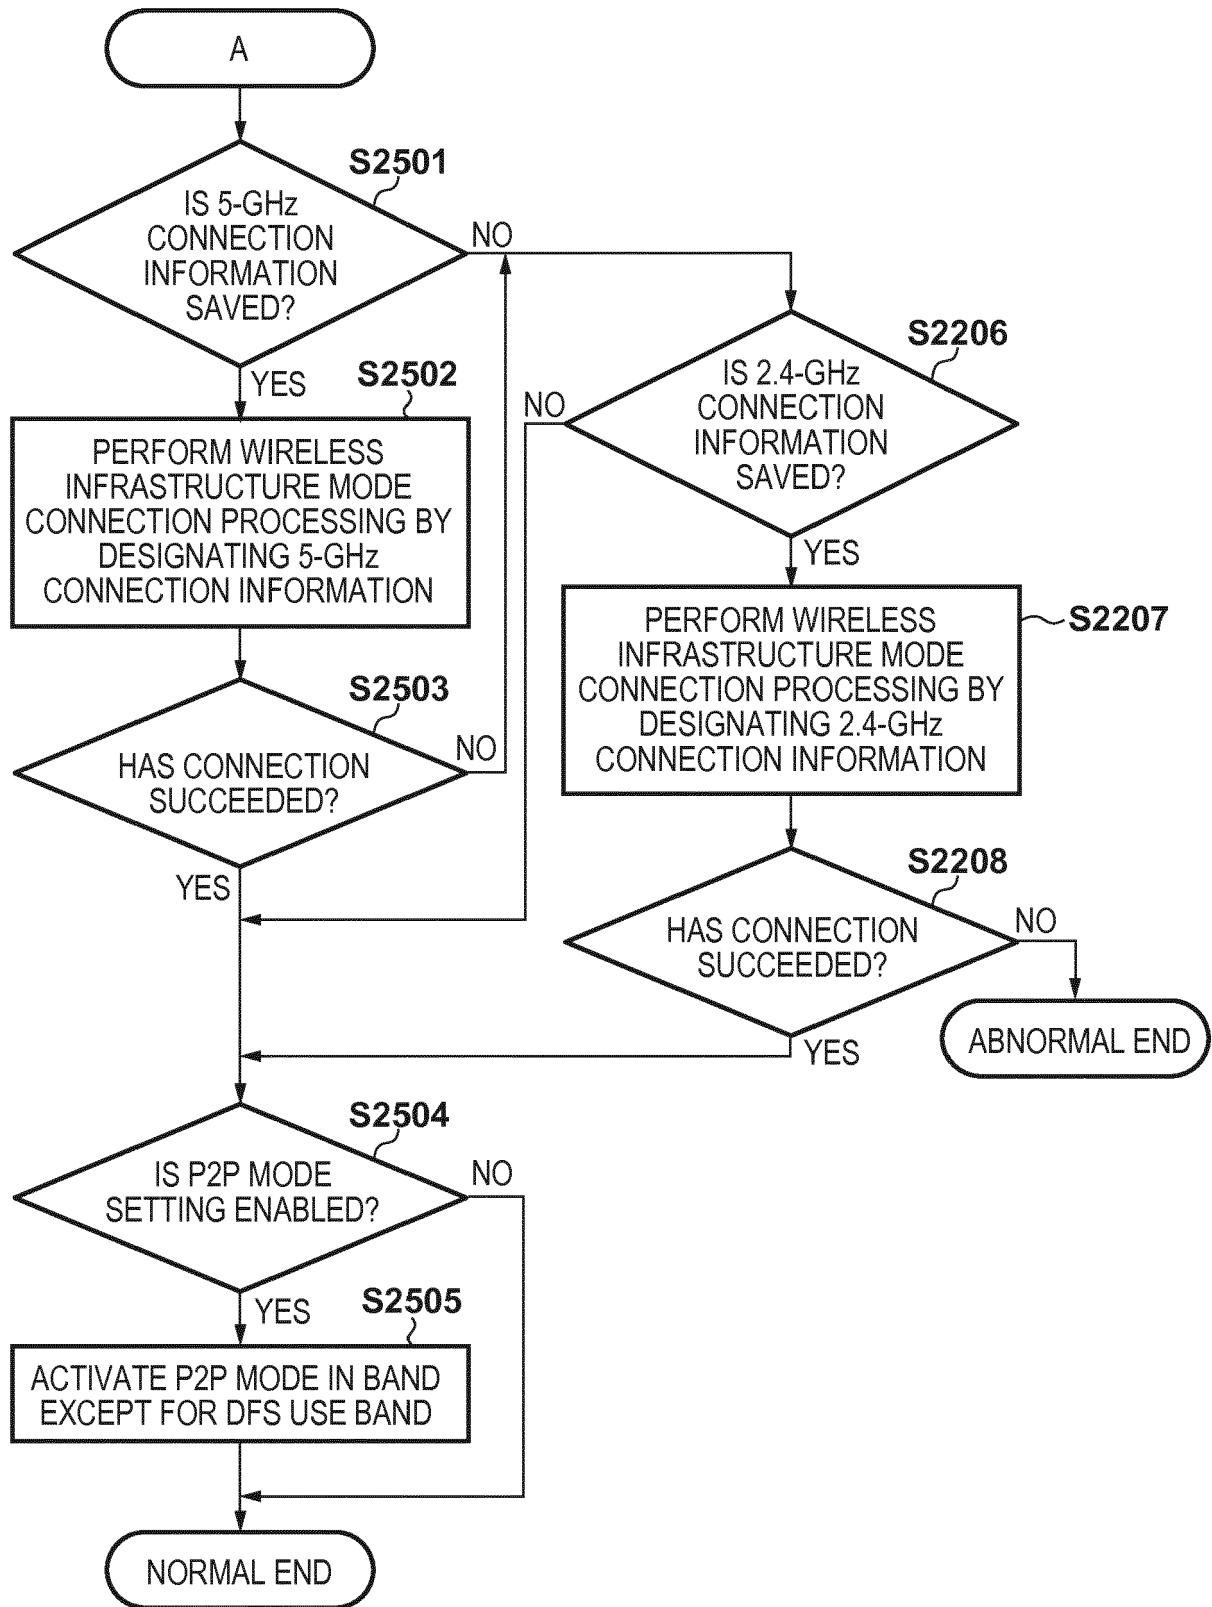 A
S2501
IS 5-GHz
CONNECTION
INFORMATION
SAVED?
NO
YES
S2502
PERFORM WIRELESS
INFRASTRUCTURE MODE
CONNECTION PROCESSING BY
DESIGNATING 5-GHz
CONNECTION INFORMATION
S2503
HAS CONNECTION
SUCCEEDED?
NO
YES
S2206
IS 2.4-GHz
CONNECTION
INFORMATION
SAVED?
NO
YES
S2207
PERFORM WIRELESS
INFRASTRUCTURE MODE
CONNECTION PROCESSING BY
DESIGNATING 2.4-GHz
CONNECTION INFORMATION
S2208
HAS CONNECTION
SUCCEEDED?
NO
YES
ABNORMAL END
S2504
IS P2P MODE
SETTING ENABLED?
NO
YES
S2505
ACTIVATE P2P MODE IN BAND
EXCEPT FOR DFS USE BAND
NORMAL END